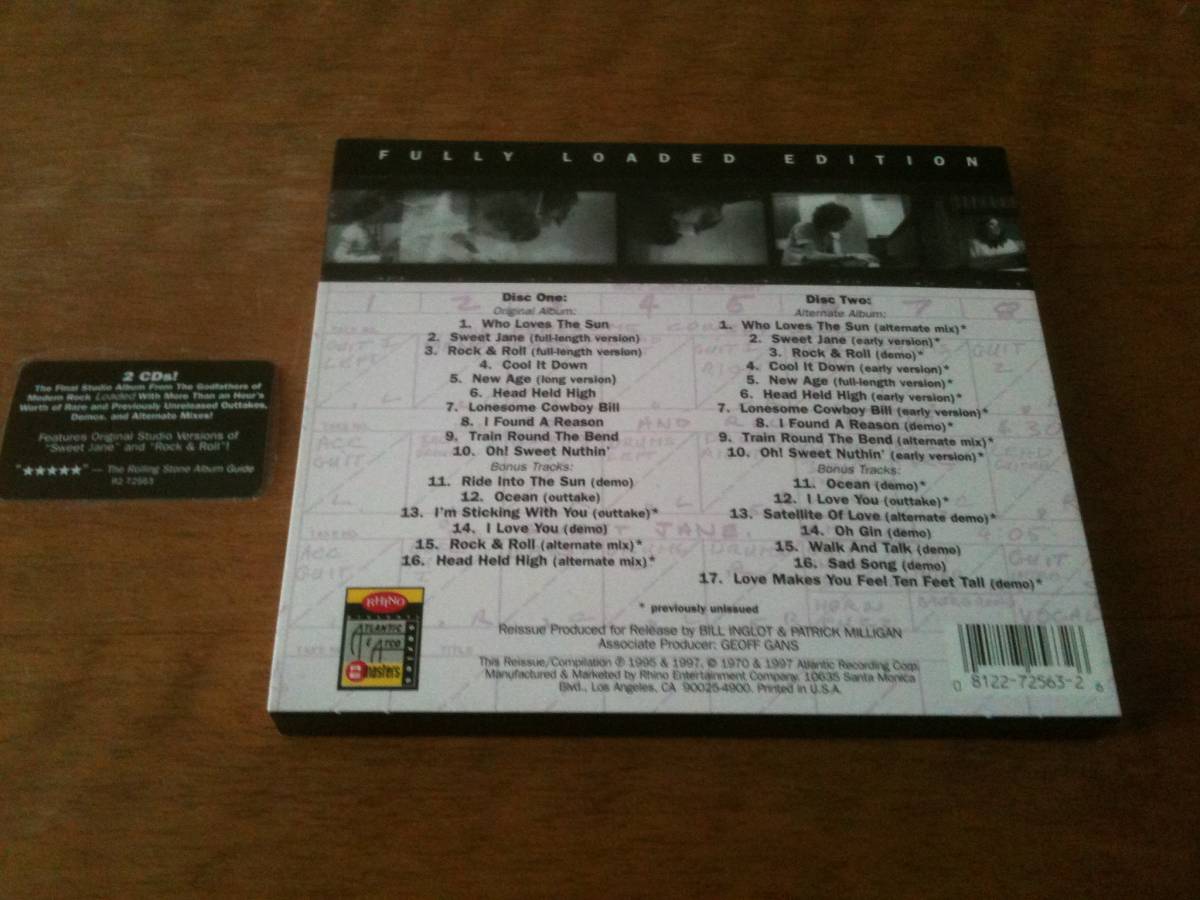 FULLY LOADED EDITION
Disc One:
Original Album:
1. Who Loves The Sun
2. Sweet Jane (full-length version)
3. Rock & Roll (full-length version)
4. Cool It Down
5. New Age (long version)
6. Head Held High
7. Lonesome Cowboy Bill
8. I Found A Reason
9. Train Round The Bend
10. Oh! Sweet Nuthin'
Bonus Tracks:
11. Ride Into The Sun (demo)
12. Ocean (outtake)
13. I'm Sticking With You (outtake)*
14. I Love You (demo)
15. Rock & Roll (alternate mix)*
16. Head Held High (alternate mix)*
Disc Two:
Alternate Album:
1. Who Loves The Sun (alternate mix)*
2. Sweet Jane (early version)*
3. Rock & Roll (demo)*
4. Cool It Down (early version)*
5. New Age (full-length version)*
6. Head Held High (early version)*
7. Lonesome Cowboy Bill (early version)*
8. I Found A Reason (demo)*
9. Train Round The Bend (alternate mix)*
10. Oh! Sweet Nuthin' (early version)*
Bonus Tracks:
11. Ocean (demo)*
12. I Love You (outtake)*
13. Satellite Of Love (alternate demo)*
14. Oh Gin (demo)
15. Walk And Talk (demo)
16. Sad Song (demo)
17. Love Makes You Feel Ten Feet Tall (demo)*
* previously unissued
Reissue Produced for Release by BILL INGLOT & PATRICK MILLIGAN
Associate Producer: GEOFF GANS
This Reissue/Compilation ℗ 1995 & 1997, © 1970 & 1997 Atlantic Recording Corp.
Manufactured & Marketed by Rhino Entertainment Company, 10635 Santa Monica
Blvd., Los Angeles, CA 90025-4900. Printed in U.S.A.
RHINO
ATLANTIC
& ATCO
masters
0 8122-72563-2 6
2 CDs!
The Final Studio Album From The Godfathers of
Modern Rock Loaded With More Than an Hour's
Worth of Rare and Previously Unreleased Outtakes,
Demos, and Alternate Mixes!
Features Original Studio Versions of
"Sweet Jane" and "Rock & Roll"!
"★★★★★" — The Rolling Stone Album Guide
R2 72563